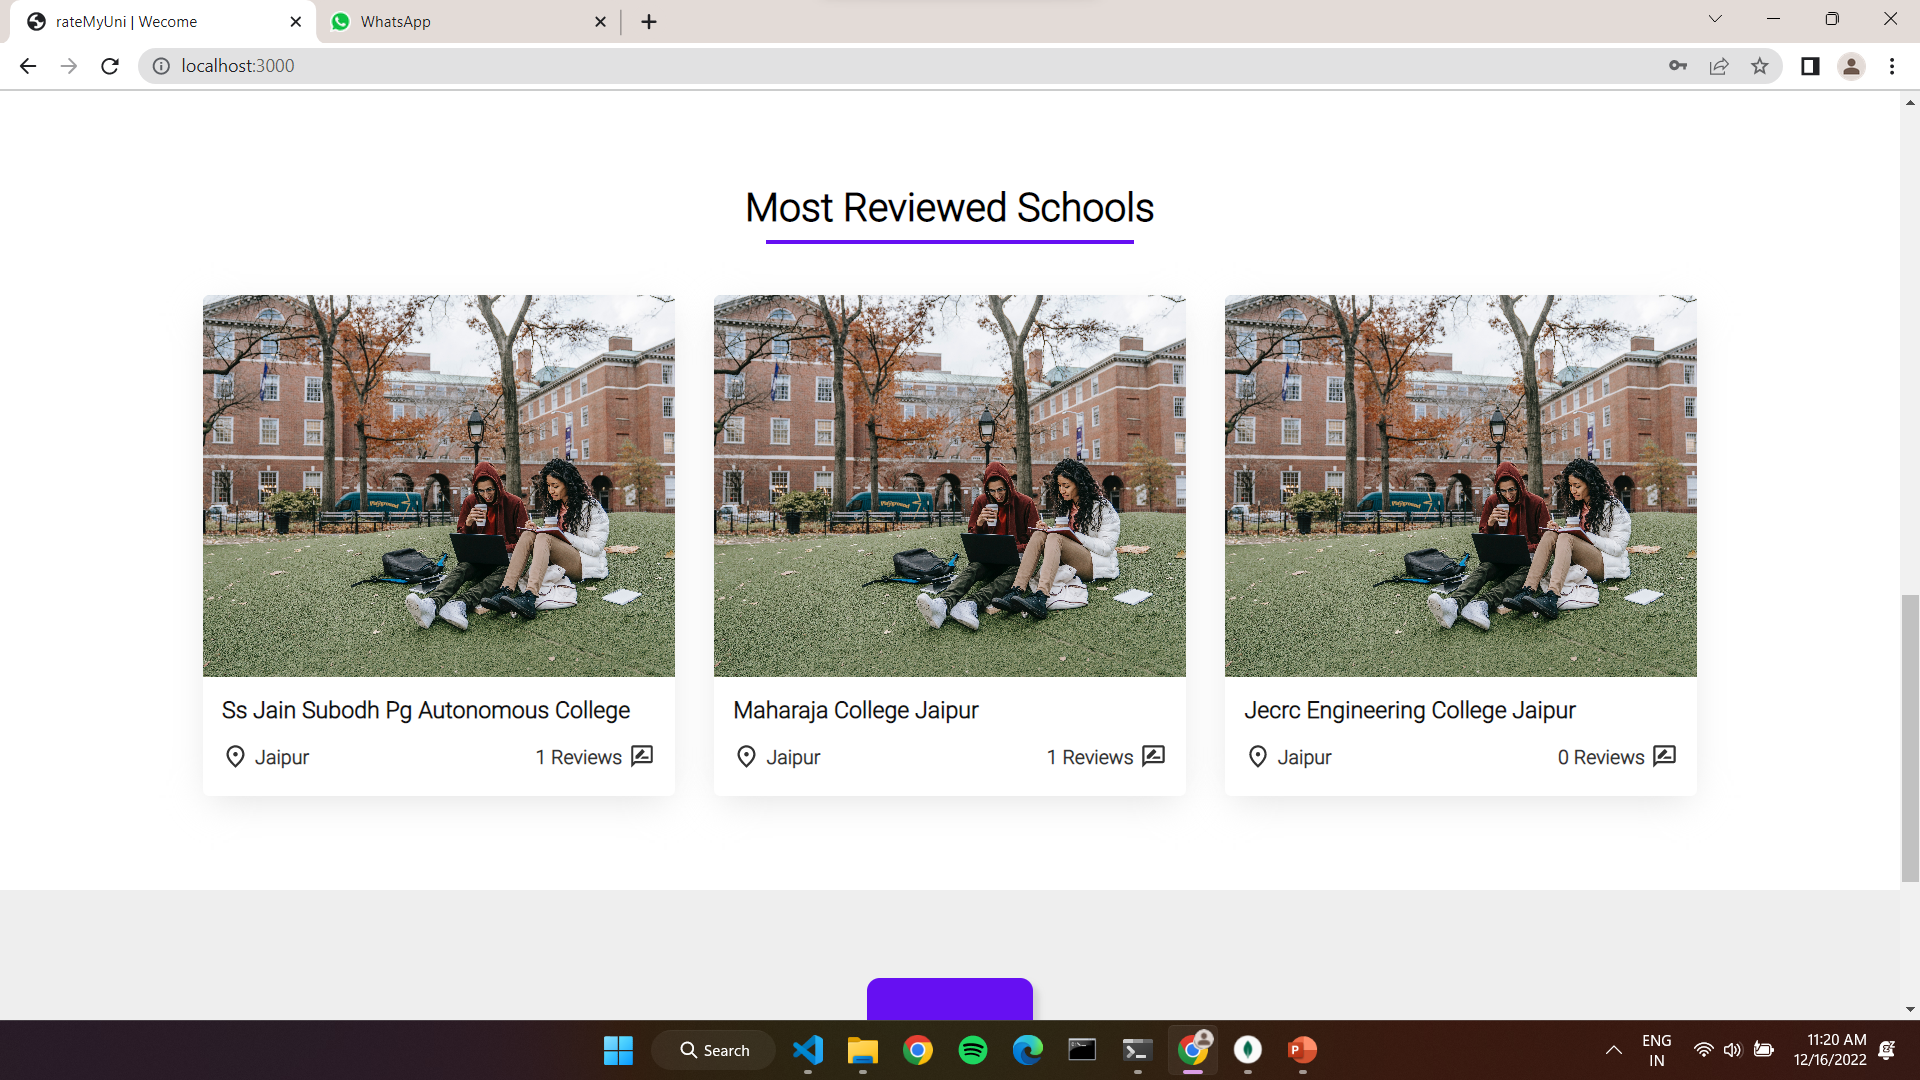 rateMyUni | Wecome
WhatsApp
localhost:3000
Most Reviewed Schools
Ss Jain Subodh Pg Autonomous College
Jaipur
1 Reviews
Maharaja College Jaipur
Jaipur
1 Reviews
Jecrc Engineering College Jaipur
Jaipur
0 Reviews
Search
ENG
IN
11:20 AM
12/16/2022